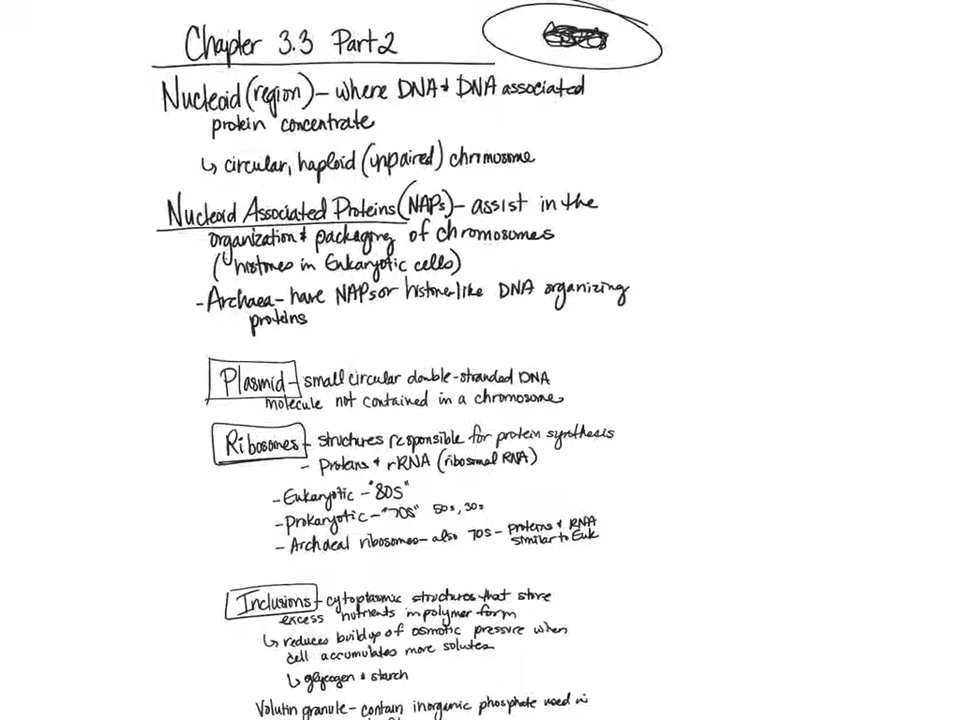 Chapter 3.3 Part 2
Nucleoid (region) – where DNA & DNA associated
protein concentrate
↳ circular, haploid (unpaired) chromosome
Nucleoid Associated Proteins (NAPs) – assist in the
organization & packaging of chromosomes
(histones in Eukaryotic cells)
- Archaea – have NAPs or histone-like DNA organizing
proteins
Plasmid – small circular double-stranded DNA
molecule not contained in a chromosome
Ribosomes – structures responsible for protein synthesis
- Proteins & rRNA (ribosomal RNA)
- Eukaryotic – "80S"
- Prokaryotic – "70S" 50s, 30s
- Archaeal ribosomes – also 70S – proteins & RNA
similar to Euk
Inclusions – cytoplasmic structures that store
excess nutrients in polymer form
↳ reduces buildup of osmotic pressure when
cell accumulates more solutes
↳ glycogen & starch
Volutin granule – contain inorganic phosphate used in